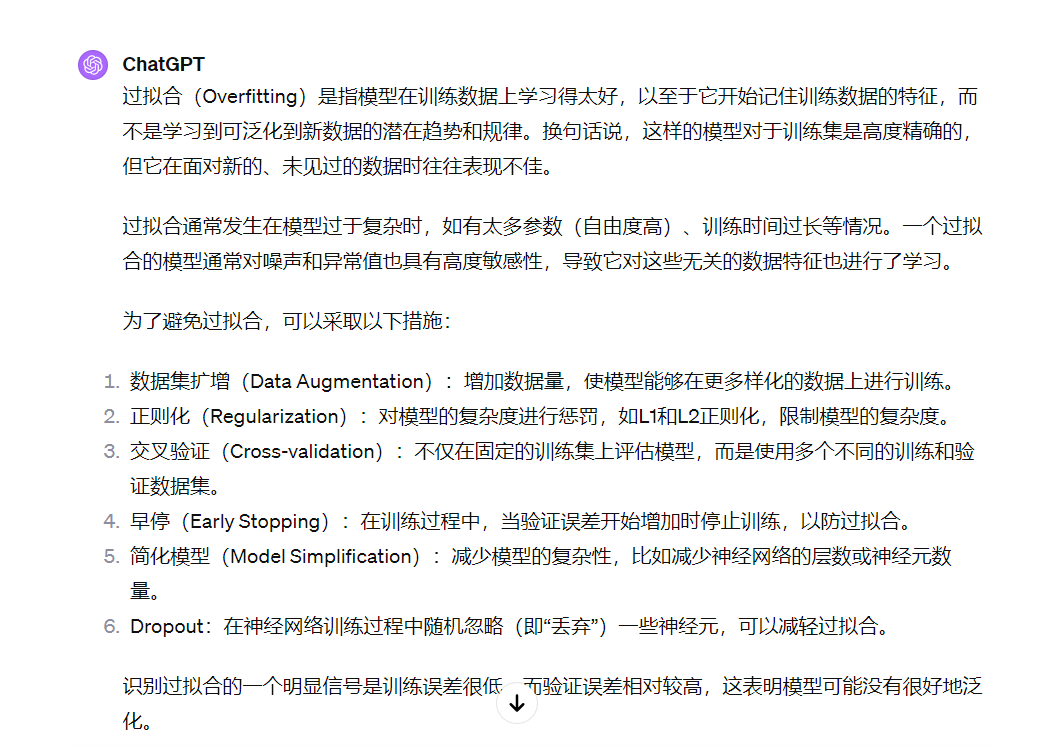 ChatGPT
过拟合（Overfitting）是指模型在训练数据上学习得太好，以至于它开始记住训练数据的特征，而
不是学习到可泛化到新数据的潜在趋势和规律。换句话说，这样的模型对于训练集是高度精确的，
但它在面对新的、未见过的数据时往往表现不佳。
过拟合通常发生在模型过于复杂时，如有太多参数（自由度高）、训练时间过长等情况。一个过拟
合的模型通常对噪声和异常值也具有高度敏感性，导致它对这些无关的数据特征也进行了学习。
为了避免过拟合，可以采取以下措施：
1. 数据集扩增（Data Augmentation）：增加数据量，使模型能够在更多样化的数据上进行训练。
2. 正则化（Regularization）：对模型的复杂度进行惩罚，如L1和L2正则化，限制模型的复杂度。
3. 交叉验证（Cross-validation）：不仅在固定的训练集上评估模型，而是使用多个不同的训练和验
证数据集。
4. 早停（Early Stopping）：在训练过程中，当验证误差开始增加时停止训练，以防过拟合。
5. 简化模型（Model Simplification）：减少模型的复杂性，比如减少神经网络的层数或神经元数
量。
6. Dropout：在神经网络训练过程中随机忽略（即“丢弃”）一些神经元，可以减轻过拟合。
识别过拟合的一个明显信号是训练误差很低，而验证误差相对较高，这表明模型可能没有很好地泛
化。